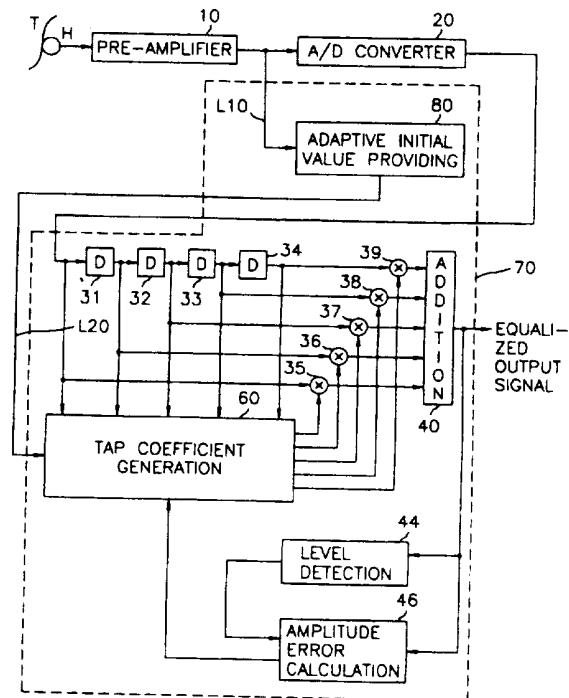 10
20
T
H
PRE-AMPLIFIER
A/D CONVERTER
L10
80
ADAPTIVE INITIAL
VALUE PROVIDING
34
39
D
D
D
D
31
32
33
38
70
37
L20
36
35
ADDITION
EQUALI-
ZED
OUTPUT
SIGNAL
60
40
TAP COEFFICIENT
GENERATION
44
LEVEL
DETECTION
46
AMPLITUDE
ERROR
CALCULATION